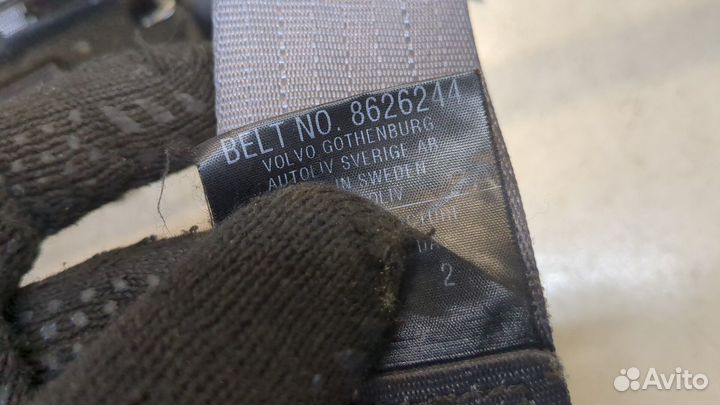 BELT NO. 8626244
VOLVO GOTHENBURG
AUTOLIV SVERIGE AB
IN SWEDEN
2
Avito